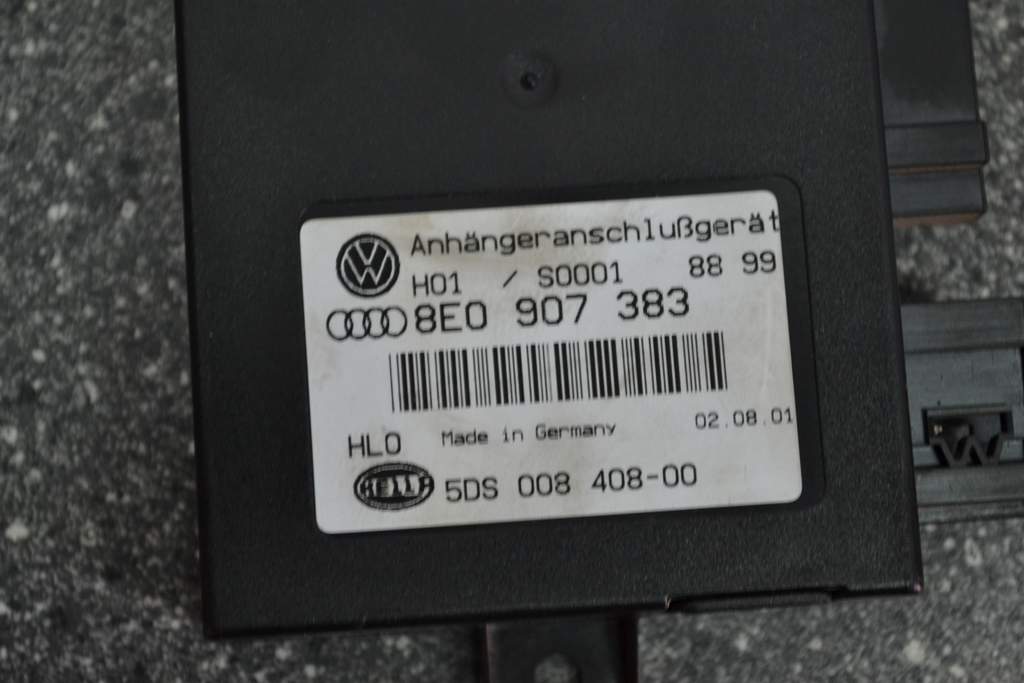 Anhängeranschlußgerät
H01 / S0001 88 99
8E0 907 383
HLO Made in Germany 02.08.01
HELLA 5DS 008 408-00